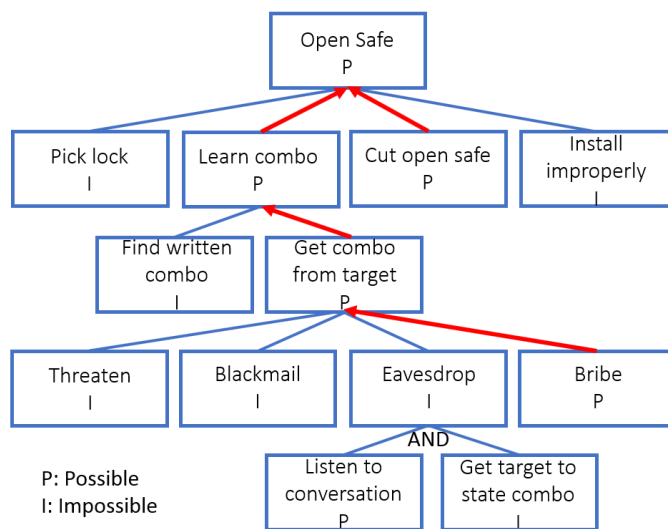 Open Safe
P
Pick lock
I
Learn combo
P
Cut open safe
P
Install
improperly
I
Find written
combo
I
Get combo
from target
P
Threaten
I
Blackmail
I
Eavesdrop
I
Bribe
P
AND
Listen to
conversation
P
Get target to
state combo
I
P: Possible
I: Impossible